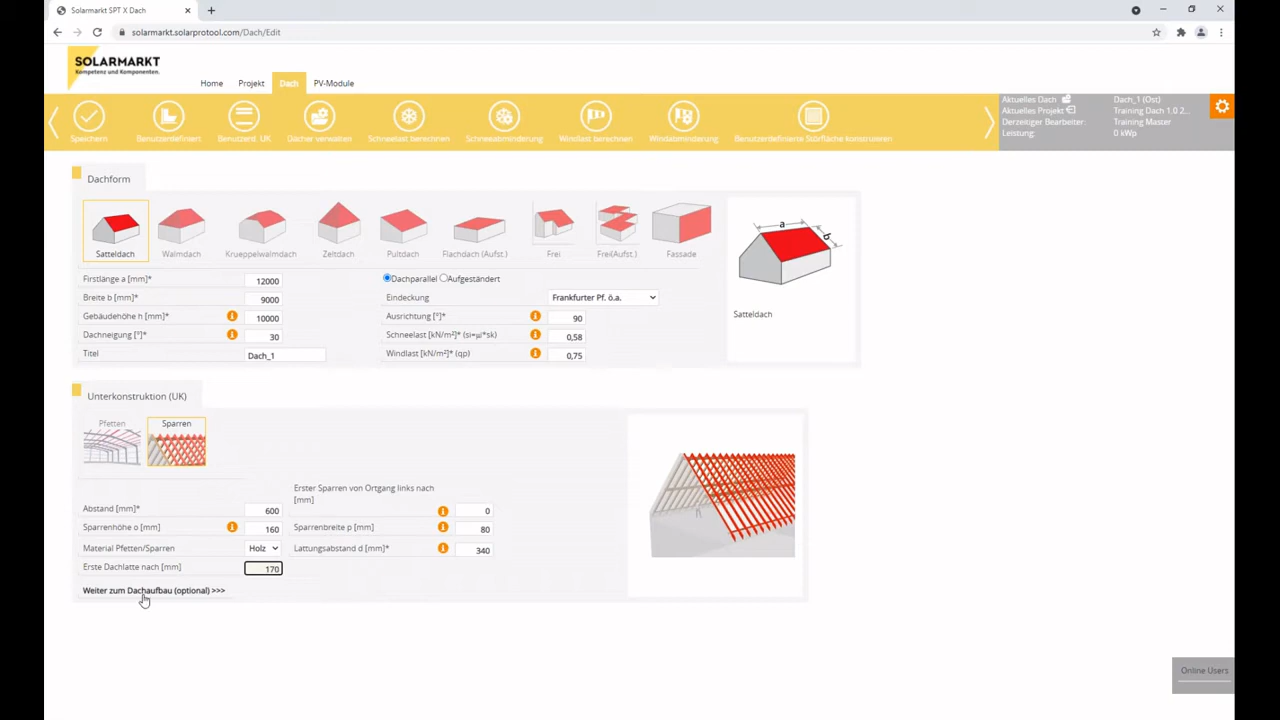 Solarmarkt SPT X Dach
solarmarkt.solarprotool.com/Dach/Edit
SOLARMARKT
Kompetenz und Komponenten.
Home Projekt Dach PV-Module
Speichern Benutzerdefiniert Benutzerd. UK Dächer verwalten Schneelast berechnen Schneeabminderung Windlast berechnen Windabminderung Benutzerdefinierte Störfläche konstruieren
Aktuelles Dach Dach_1 (Ost)
Aktuelles Projekt Training Dach 1.0 2...
Derzeitiger Bearbeiter: Training Master
Leistung: 0 kWp
Dachform
Satteldach Walmdach Krueppelwalmdach Zeltdach Pultdach Flachdach (Aufst.) Frei Frei(Aufst.) Fassade
a
b
Satteldach
Firstlänge a [mm]* 12000 Dachparallel Aufgeständert
Breite b [mm]* 9000 Eindeckung Frankfurter Pf. ö.a.
Gebäudehöhe h [mm]* 10000 Ausrichtung [°]* 90
Dachneigung [°]* 30 Schneelast [kN/m²]* (si=µi*sk) 0,58
Titel Dach_1 Windlast [kN/m²]* (qp) 0,75
Unterkonstruktion (UK)
Pfetten Sparren
Erster Sparren von Ortgang links nach
[mm]
Abstand [mm]* 600 0
Sparrenhöhe o [mm] 160 Sparrenbreite p [mm] 80
Material Pfetten/Sparren Holz Lattungsabstand d [mm]* 340
Erste Dachlatte nach [mm] 170
Weiter zum Dachaufbau (optional) >>>
Online Users